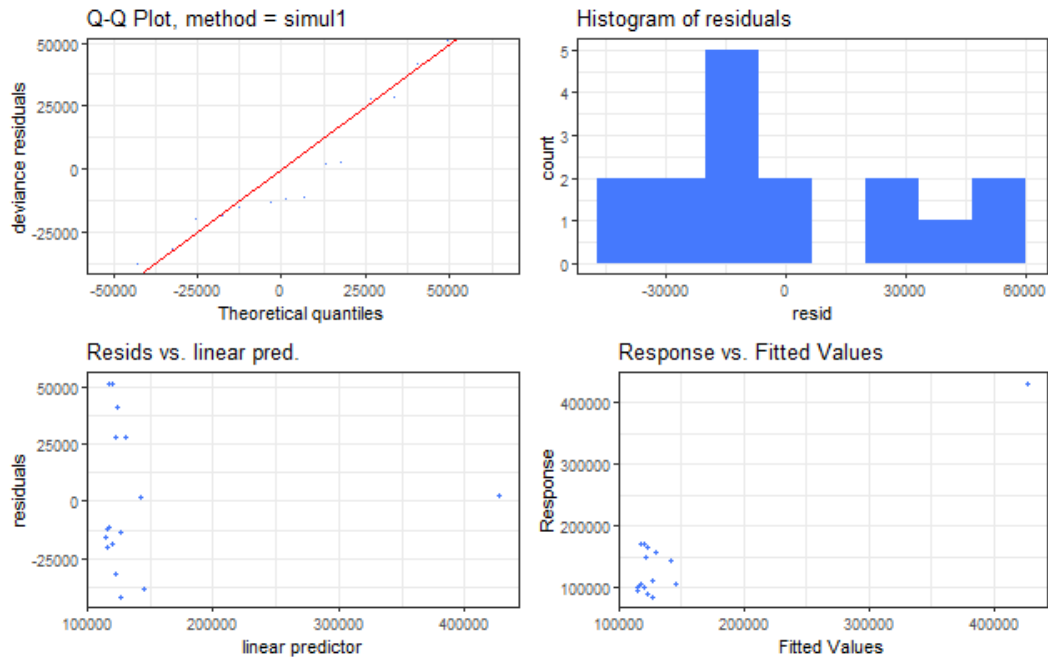 Q-Q Plot, method = simul1
50000
25000
0
-25000
deviance residuals
-50000 -25000 0 25000 50000
Theoretical quantiles
Histogram of residuals
5
4
3
2
1
0
count
-30000 0 30000 60000
resid
Resids vs. linear pred.
50000
25000
0
-25000
residuals
100000 200000 300000 400000
linear predictor
Response vs. Fitted Values
400000
300000
200000
100000
Response
100000 200000 300000 400000
Fitted Values